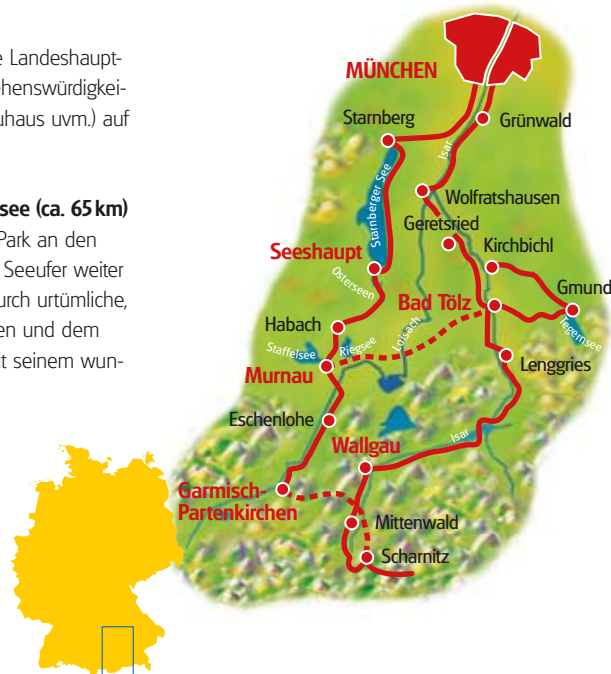 e Landeshaupt-
ehenswürdigkei-
uhaus uvm.) auf
see (ca. 65 km)
Park an den
Seeufer weiter
urch urtümliche,
en und dem
it seinem wun-
MÜNCHEN
Starnberg
Grünwald
Isar
Wolfratshausen
Starnberger See
Geretsried
Kirchbichl
Seeshaupt
Gmund
Osterseen
Bad Tölz
Tegernsee
Habach
Loisach
Staffelsee
Riegsee
Lenggries
Murnau
Eschenlohe
Isar
Wallgau
Garmisch-
Partenkirchen
Mittenwald
Scharnitz